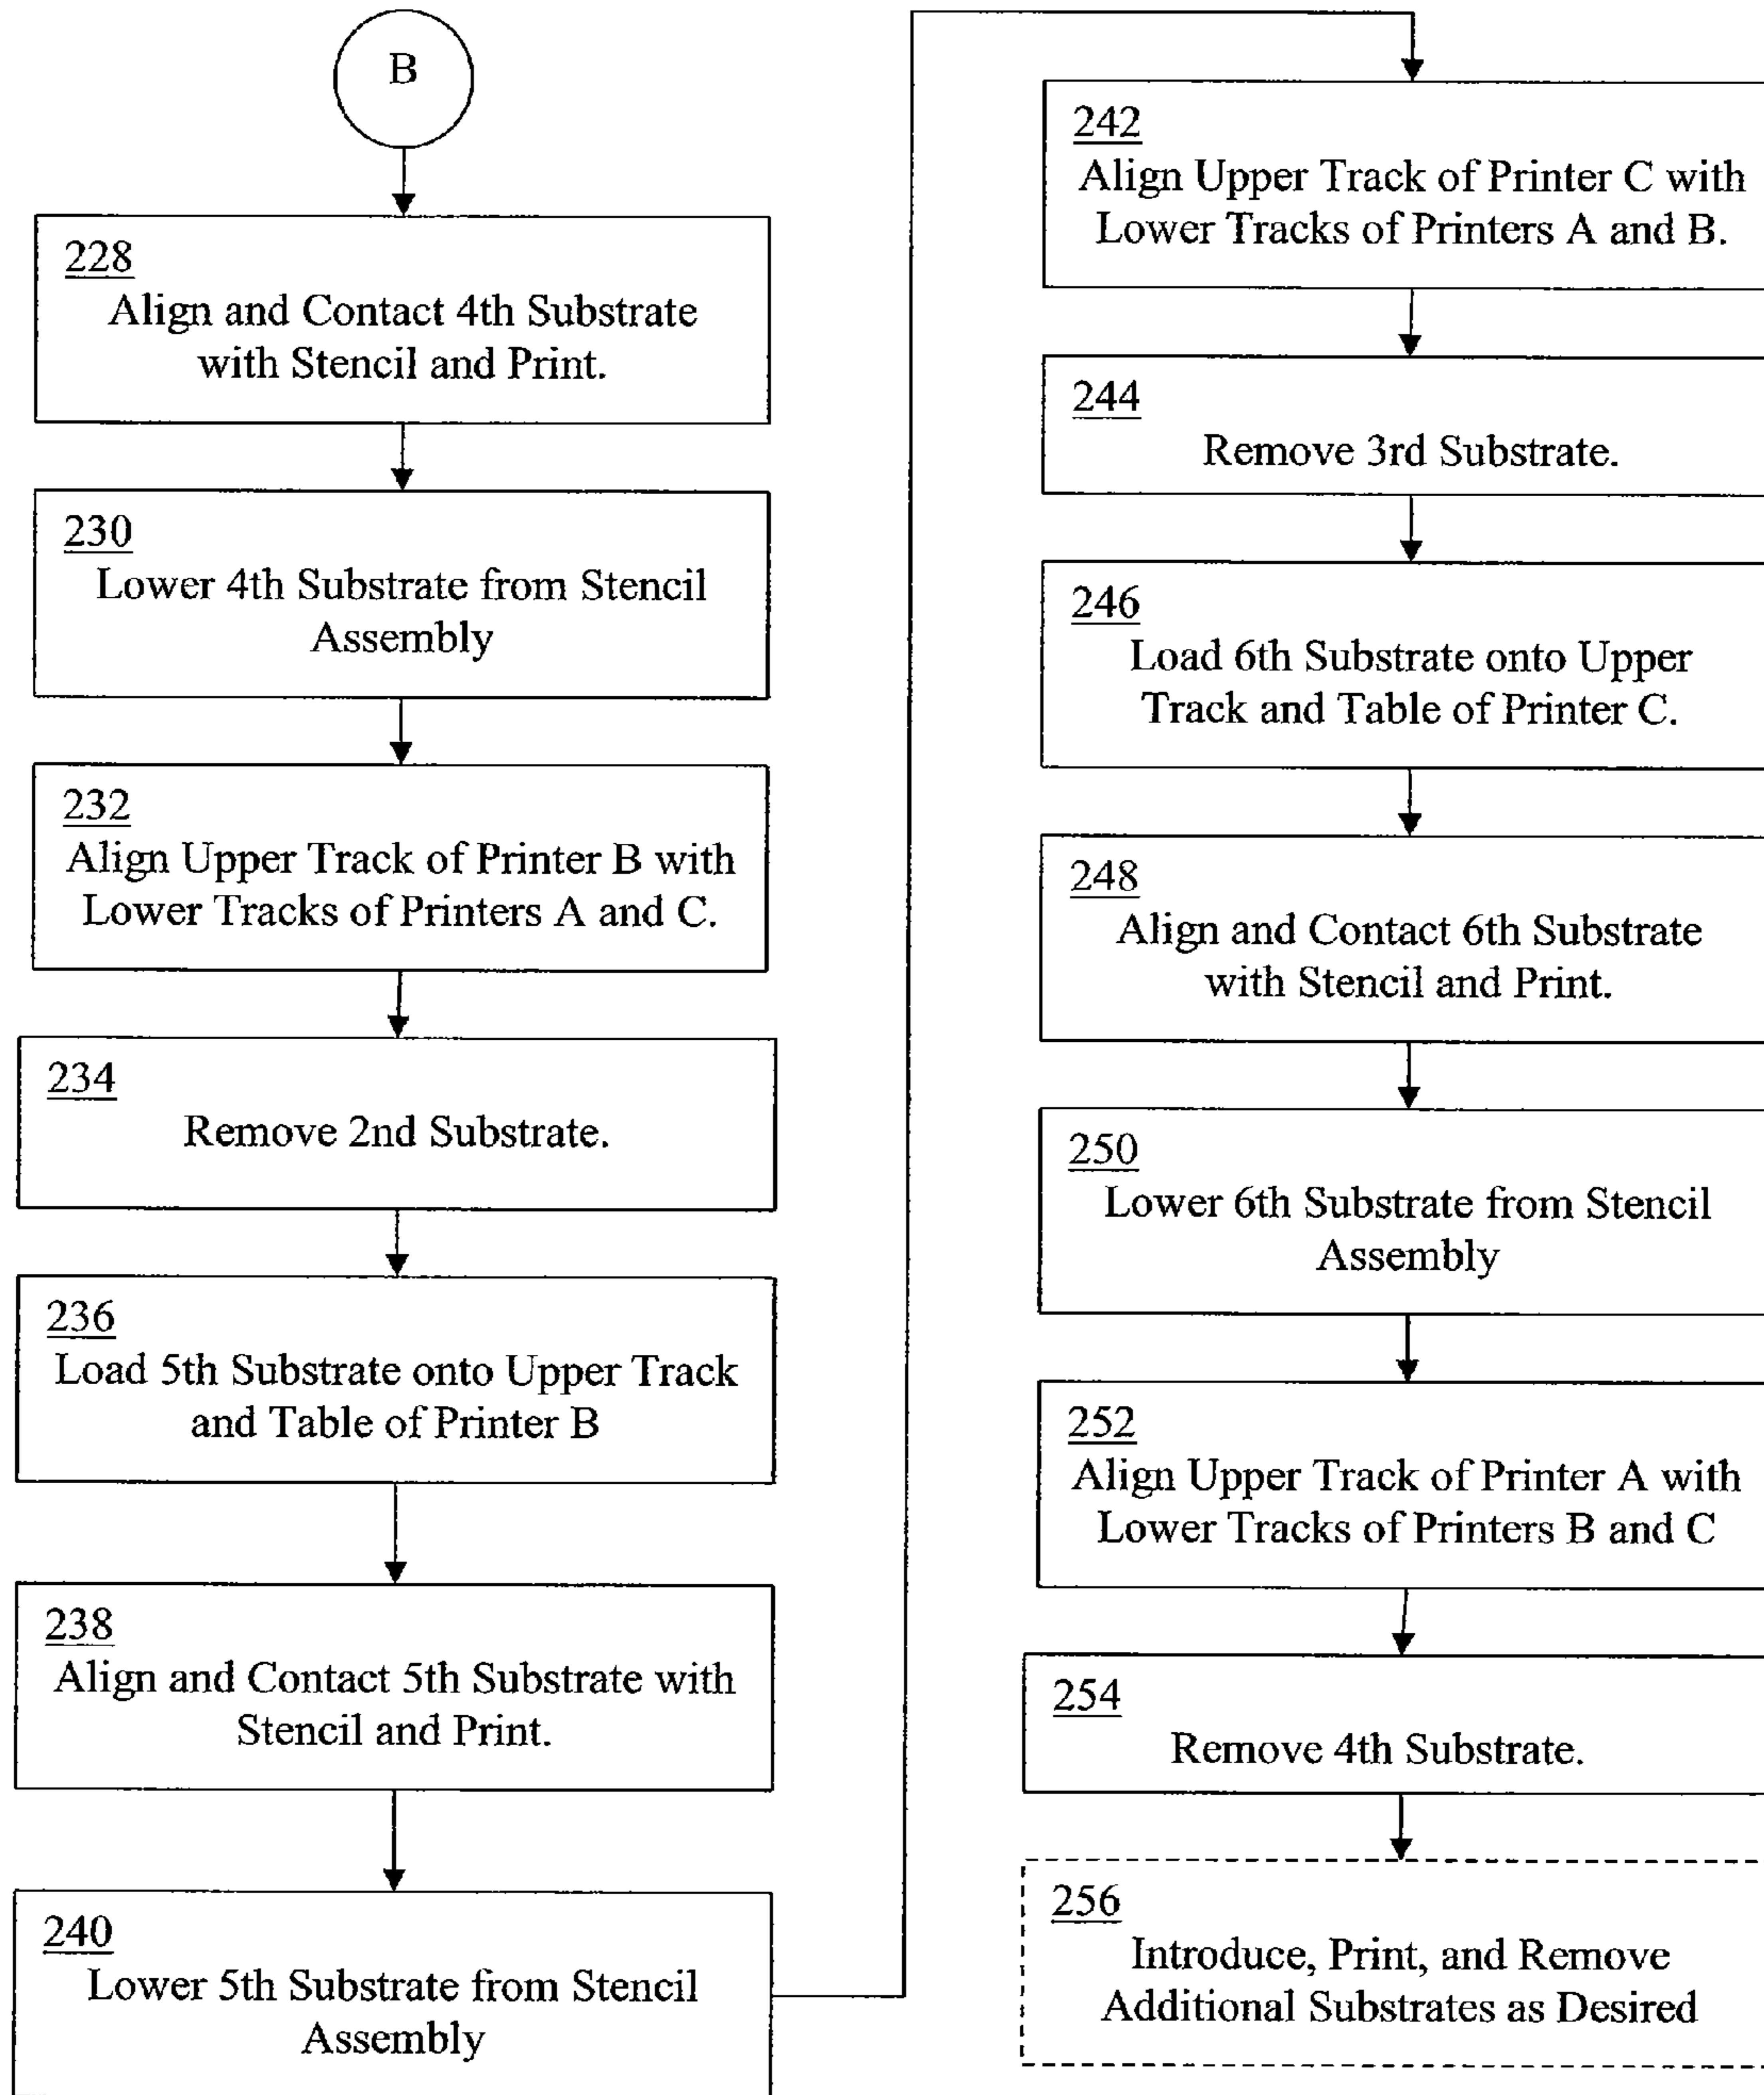 B
228
Align and Contact 4th Substrate
with Stencil and Print.
230
Lower 4th Substrate from Stencil
Assembly
232
Align Upper Track of Printer B with
Lower Tracks of Printers A and C.
234
Remove 2nd Substrate.
236
Load 5th Substrate onto Upper Track
and Table of Printer B
238
Align and Contact 5th Substrate with
Stencil and Print.
240
Lower 5th Substrate from Stencil
Assembly
242
Align Upper Track of Printer C with
Lower Tracks of Printers A and B.
244
Remove 3rd Substrate.
246
Load 6th Substrate onto Upper
Track and Table of Printer C.
248
Align and Contact 6th Substrate
with Stencil and Print.
250
Lower 6th Substrate from Stencil
Assembly
252
Align Upper Track of Printer A with
Lower Tracks of Printers B and C
254
Remove 4th Substrate.
256
Introduce, Print, and Remove
Additional Substrates as Desired